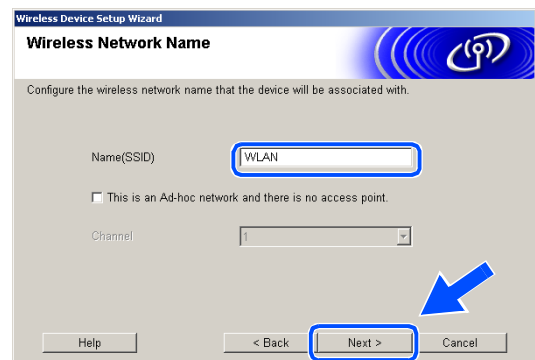 Wireless Device Setup Wizard
Wireless Network Name
Configure the wireless network name that the device will be associated with.
Name(SSID) WLAN
This is an Ad-hoc network and there is no access point.
Channel 1
Help < Back Next > Cancel